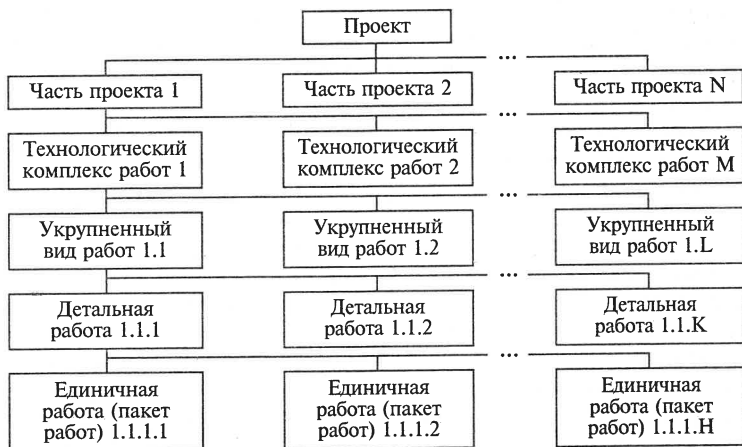 Проект
...
Часть проекта 1
Часть проекта 2
Часть проекта N
...
Технологический
комплекс работ 1
Технологический
комплекс работ 2
Технологический
комплекс работ M
...
Укрупненный
вид работ 1.1
Укрупненный
вид работ 1.2
Укрупненный
вид работ 1.L
...
Детальная
работа 1.1.1
Детальная
работа 1.1.2
Детальная
работа 1.1.K
...
Единичная
работа (пакет
работ) 1.1.1.1
Единичная
работа (пакет
работ) 1.1.1.2
Единичная
работа (пакет
работ) 1.1.1.H